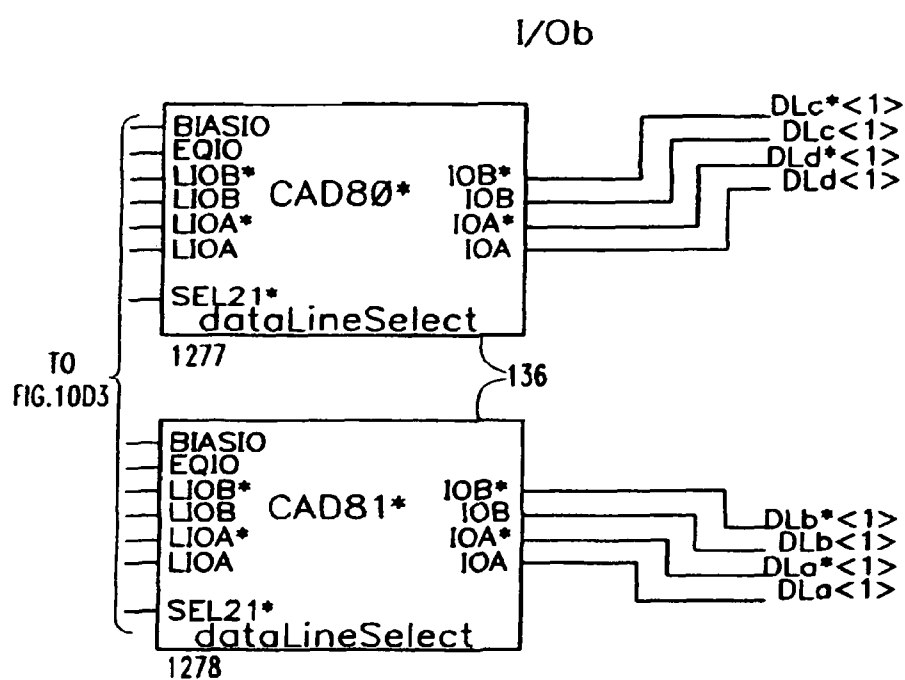 I/Ob
BIASIO
EQIO
LIOB*
LIOB
LIOA*
LIOA
SEL21*
CAD80*
dataLineSelect
IOB*
IOB
IOA*
IOA
DLc*<1>
DLc<1>
DLd*<1>
DLd<1>
1277
136
TO
FIG.10D3
BIASIO
EQIO
LIOB*
LIOB
LIOA*
LIOA
SEL21*
CAD81*
dataLineSelect
IOB*
IOB
IOA*
IOA
DLb*<1>
DLb<1>
DLa*<1>
DLa<1>
1278